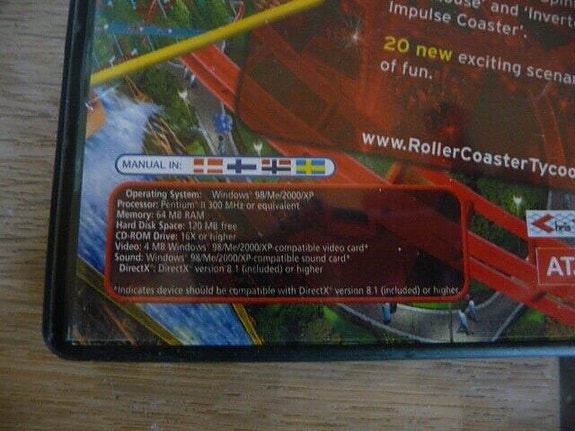 house' and 'Inverted
Impulse Coaster'.
20 new exciting scenar
of fun.
www.RollerCoasterTycoo
MANUAL IN:
Operating System: Windows® 98/Me/2000/XP
Processor: Pentium® II 300 MHz or equivalent
Memory: 64 MB RAM
Hard Disk Space: 120 MB free
CD-ROM Drive: 16X or higher
Video: 4 MB Windows® 98/Me/2000/XP-compatible video card*
Sound: Windows® 98/Me/2000/XP-compatible sound card*
DirectX®: DirectX® version 8.1 (included) or higher
*Indicates device should be compatible with DirectX® version 8.1 (included) or higher.
ATA